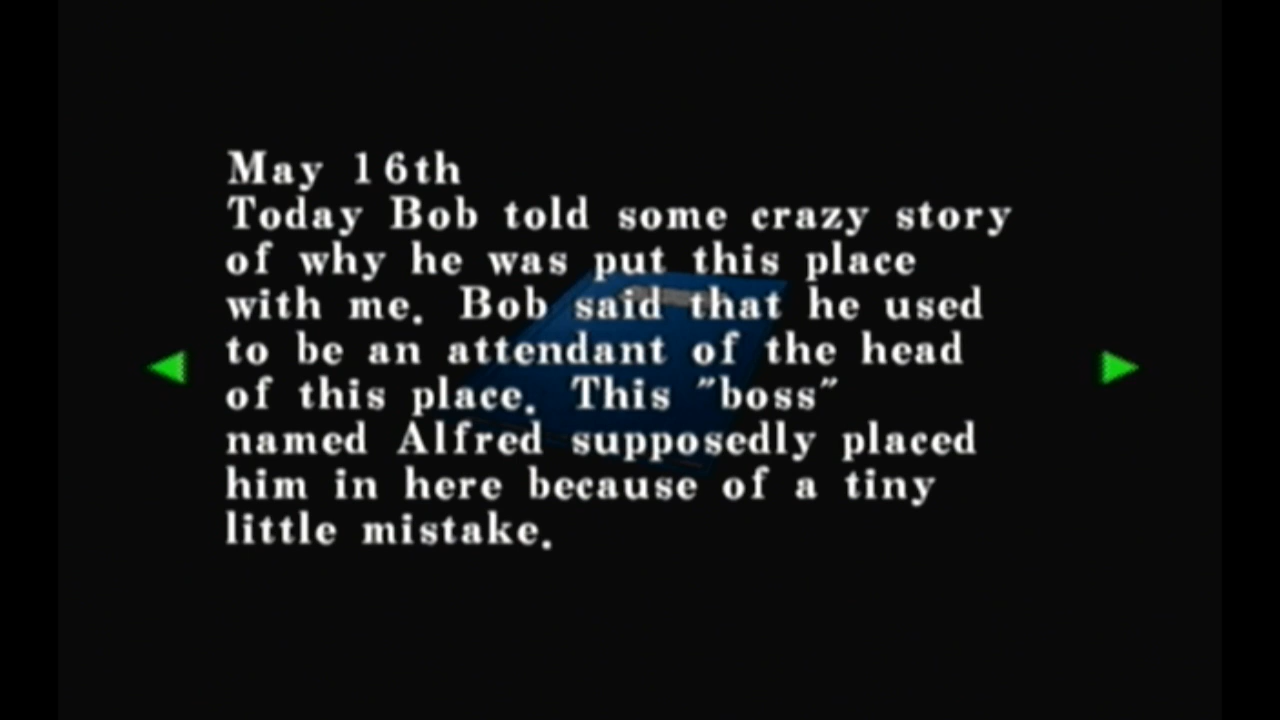 May 16th
Today Bob told some crazy story
of why he was put this place
with me. Bob said that he used
to be an attendant of the head
of this place. This "boss"
named Alfred supposedly placed
him in here because of a tiny
little mistake.